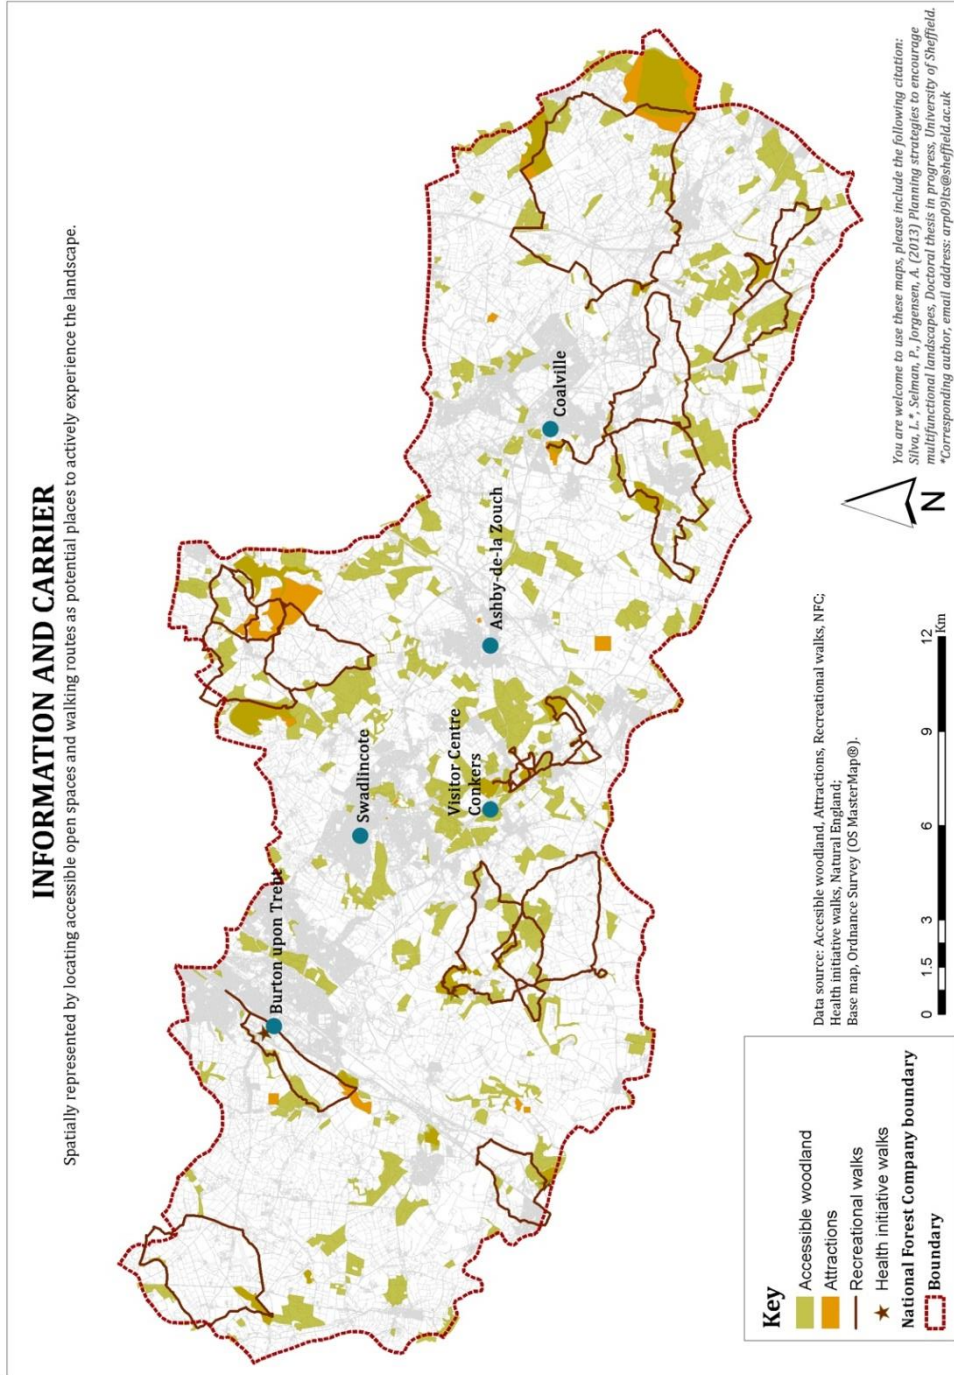 INFORMATION AND CARRIER
Spatially represented by locating accessible open spaces and walking routes as potential places to actively experience the landscape.
Burton upon Trent
Swadlincote
Visitor Centre
Conkers
Ashby-de-la Zouch
Coalville
Key
Accessible woodland
Attractions
Recreational walks
Health initiative walks
National Forest Company boundary
Boundary
Data source: Accesible woodland, Attractions, Recreational walks, NFC;
Health initiative walks, Natural England;
Base map, Ordnance Survey (OS MasterMap®).
0 1.5 3 6 9 12
Km
N
You are welcome to use these maps, please include the following citation:
Silva, L.*, Selman, P., Jorgensen, A. (2013) Planning strategies to encourage
multifunctional landscapes, Doctoral thesis in progress, University of Sheffield.
*Corresponding author, email address: arp09lts@sheffield.ac.uk